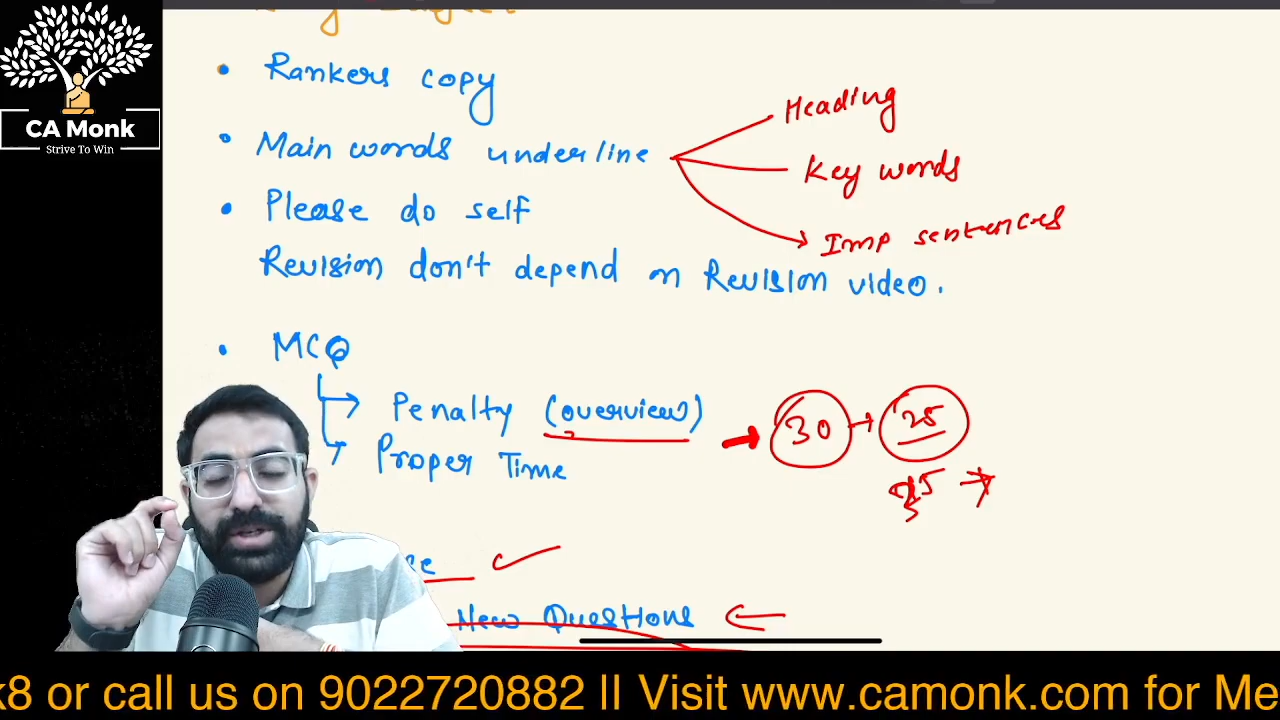 CA Monk
Strive To Win
• Rankers copy
• Main words underline
Heading
Key words
Imp sentences
• Please do self
Revision don't depend on Revision video.
• MCQ
Penalty (overview)
30
25
Proper Time
New Questions
k8 or call us on 9022720882 ll Visit www.camonk.com for Me